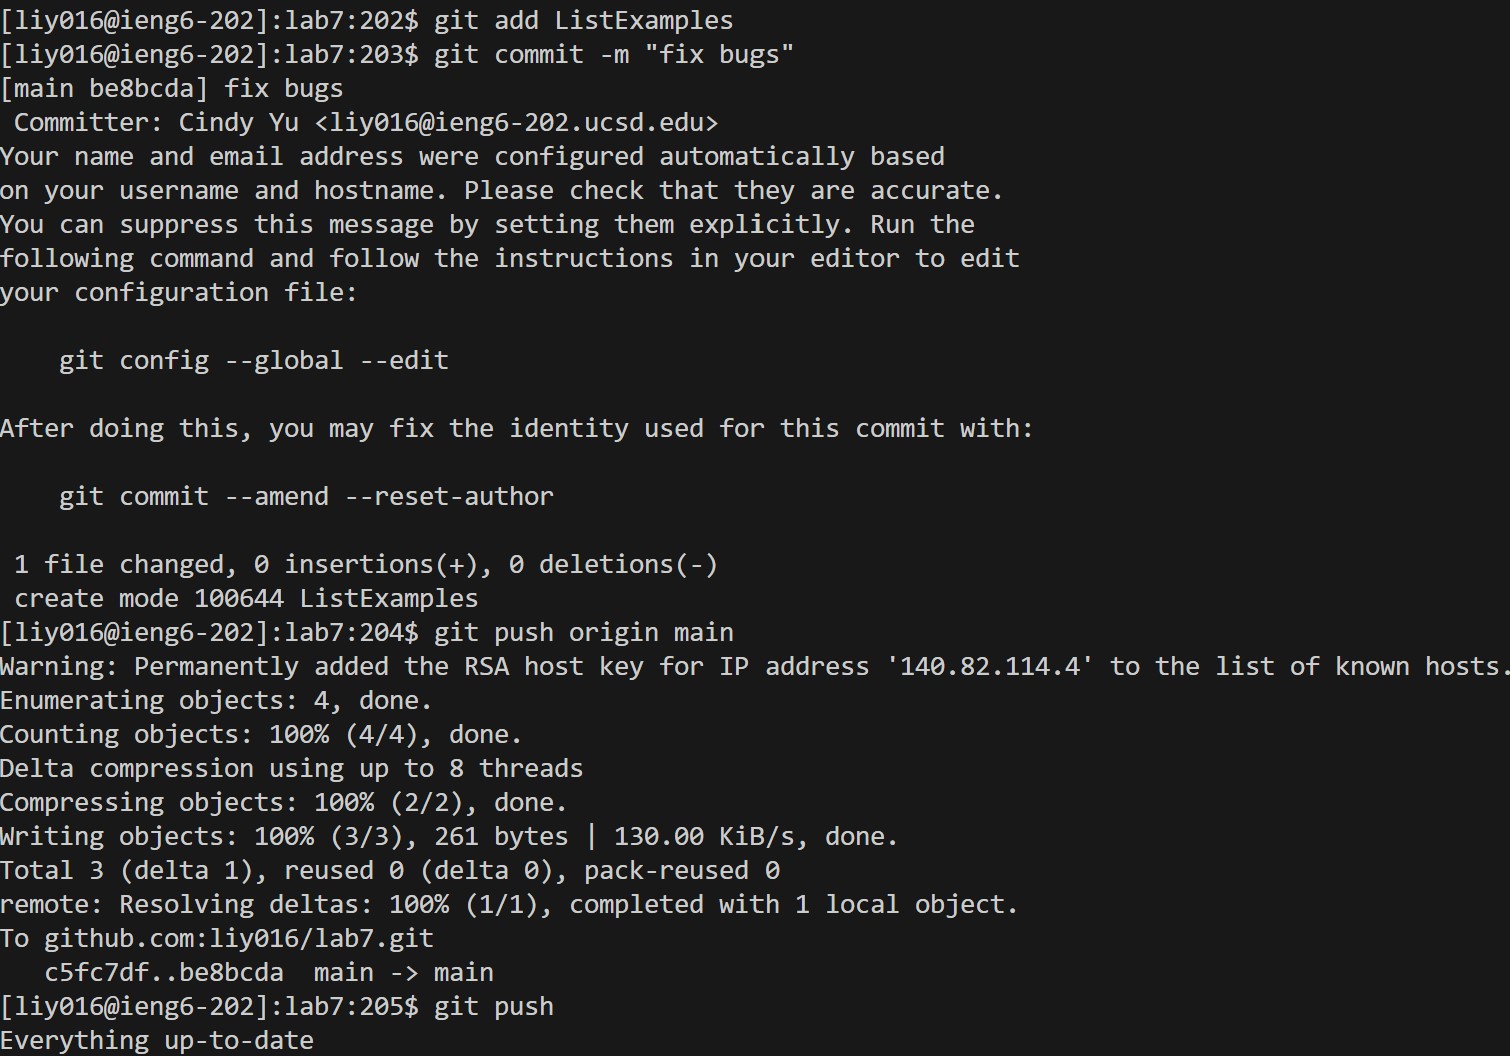 [liy016@ieng6-202]:lab7:202$ git add ListExamples
[liy016@ieng6-202]:lab7:203$ git commit -m "fix bugs"
[main be8bcda] fix bugs
 Committer: Cindy Yu <liy016@ieng6-202.ucsd.edu>
Your name and email address were configured automatically based
on your username and hostname. Please check that they are accurate.
You can suppress this message by setting them explicitly. Run the
following command and follow the instructions in your editor to edit
your configuration file:

    git config --global --edit

After doing this, you may fix the identity used for this commit with:

    git commit --amend --reset-author

 1 file changed, 0 insertions(+), 0 deletions(-)
 create mode 100644 ListExamples
[liy016@ieng6-202]:lab7:204$ git push origin main
Warning: Permanently added the RSA host key for IP address '140.82.114.4' to the list of known hosts.
Enumerating objects: 4, done.
Counting objects: 100% (4/4), done.
Delta compression using up to 8 threads
Compressing objects: 100% (2/2), done.
Writing objects: 100% (3/3), 261 bytes | 130.00 KiB/s, done.
Total 3 (delta 1), reused 0 (delta 0), pack-reused 0
remote: Resolving deltas: 100% (1/1), completed with 1 local object.
To github.com:liy016/lab7.git
   c5fc7df..be8bcda  main -> main
[liy016@ieng6-202]:lab7:205$ git push
Everything up-to-date